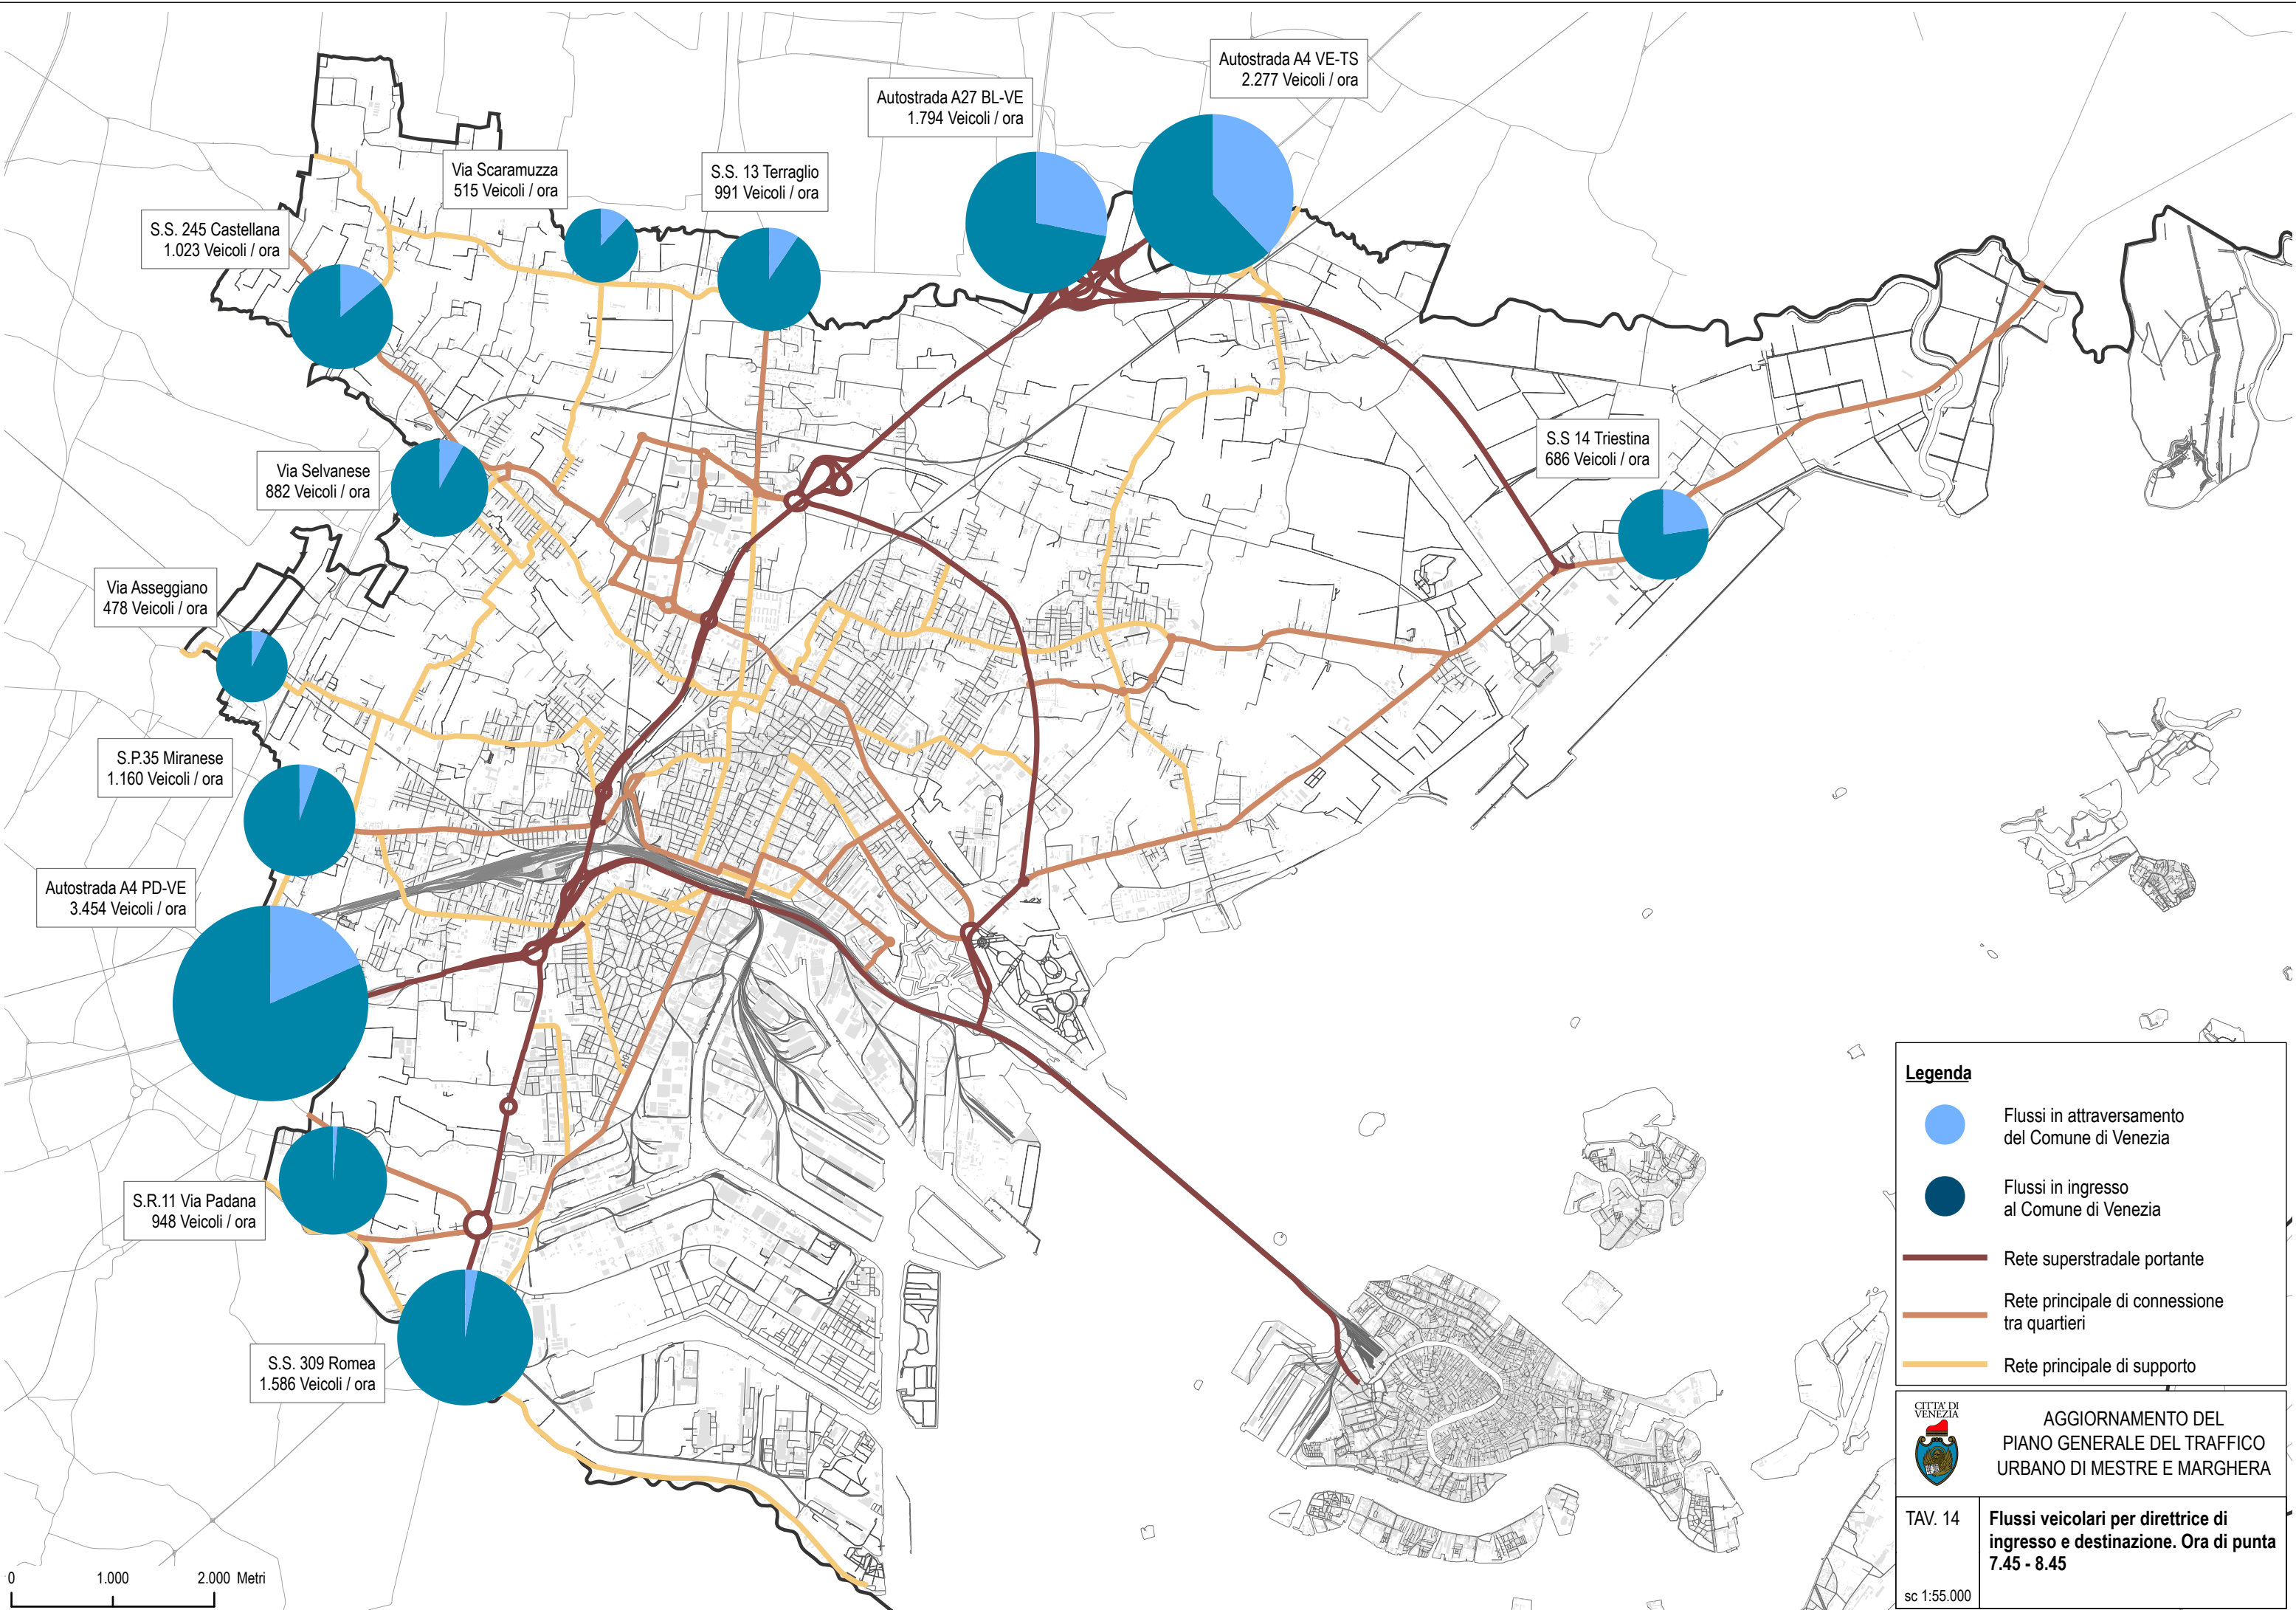 Autostrada A4 VE-TS
2.277 Veicoli / ora
Autostrada A27 BL-VE
1.794 Veicoli / ora
Via Scaramuzza
515 Veicoli / ora
S.S. 13 Terraglio
991 Veicoli / ora
S.S. 245 Castellana
1.023 Veicoli / ora
S.S 14 Triestina
686 Veicoli / ora
Via Selvanese
882 Veicoli / ora
Via Asseggiano
478 Veicoli / ora
S.P.35 Miranese
1.160 Veicoli / ora
Autostrada A4 PD-VE
3.454 Veicoli / ora
S.R.11 Via Padana
948 Veicoli / ora
S.S. 309 Romea
1.586 Veicoli / ora
Legenda
Flussi in attraversamento
del Comune di Venezia
Flussi in ingresso
al Comune di Venezia
Rete superstradale portante
Rete principale di connessione
tra quartieri
Rete principale di supporto
CITTA' DI
VENEZIA
AGGIORNAMENTO DEL
PIANO GENERALE DEL TRAFFICO
URBANO DI MESTRE E MARGHERA
TAV. 14
Flussi veicolari per direttrice di
ingresso e destinazione. Ora di punta
7.45 - 8.45
sc 1:55.000
0 1.000 2.000 Metri